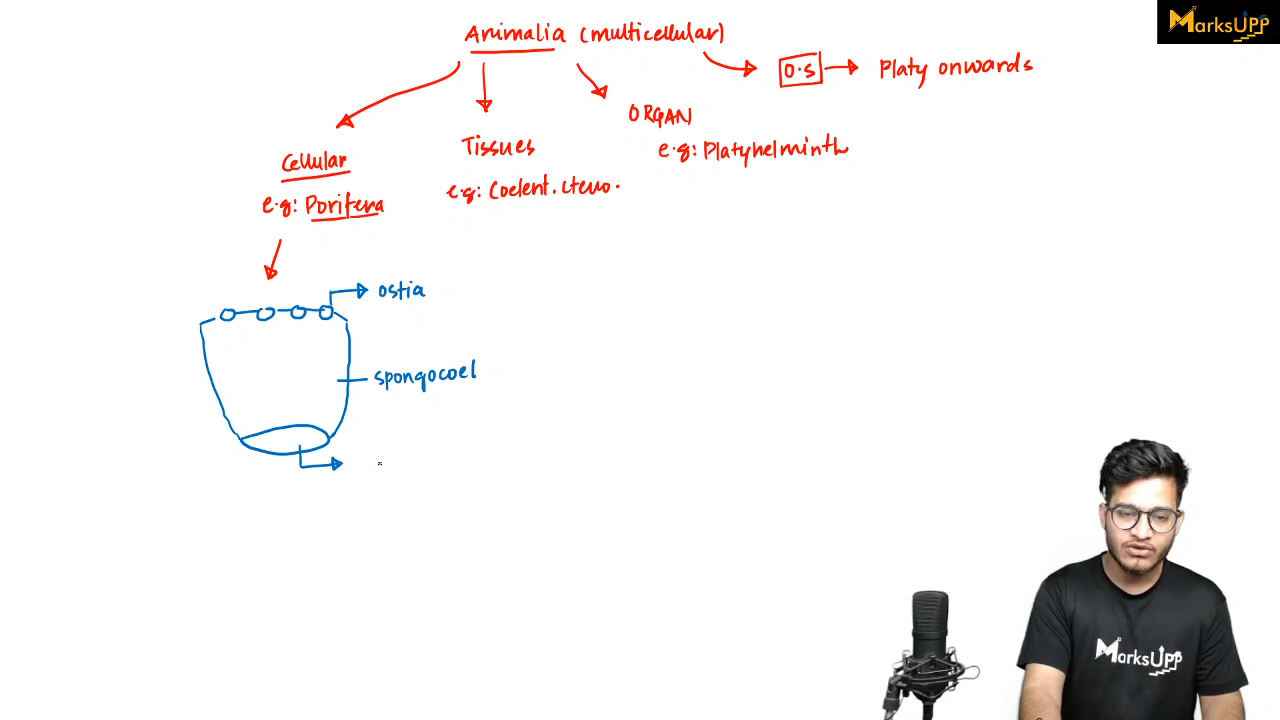 MarksUPP
Animalia (multicellular)
O.S
Platy onwards
ORGAN
e.g: Platyhelminth
Tissues
e.g: Coelent. cteno.
Cellular
e.g: Porifera
ostia
spongocoel
MarksUPP